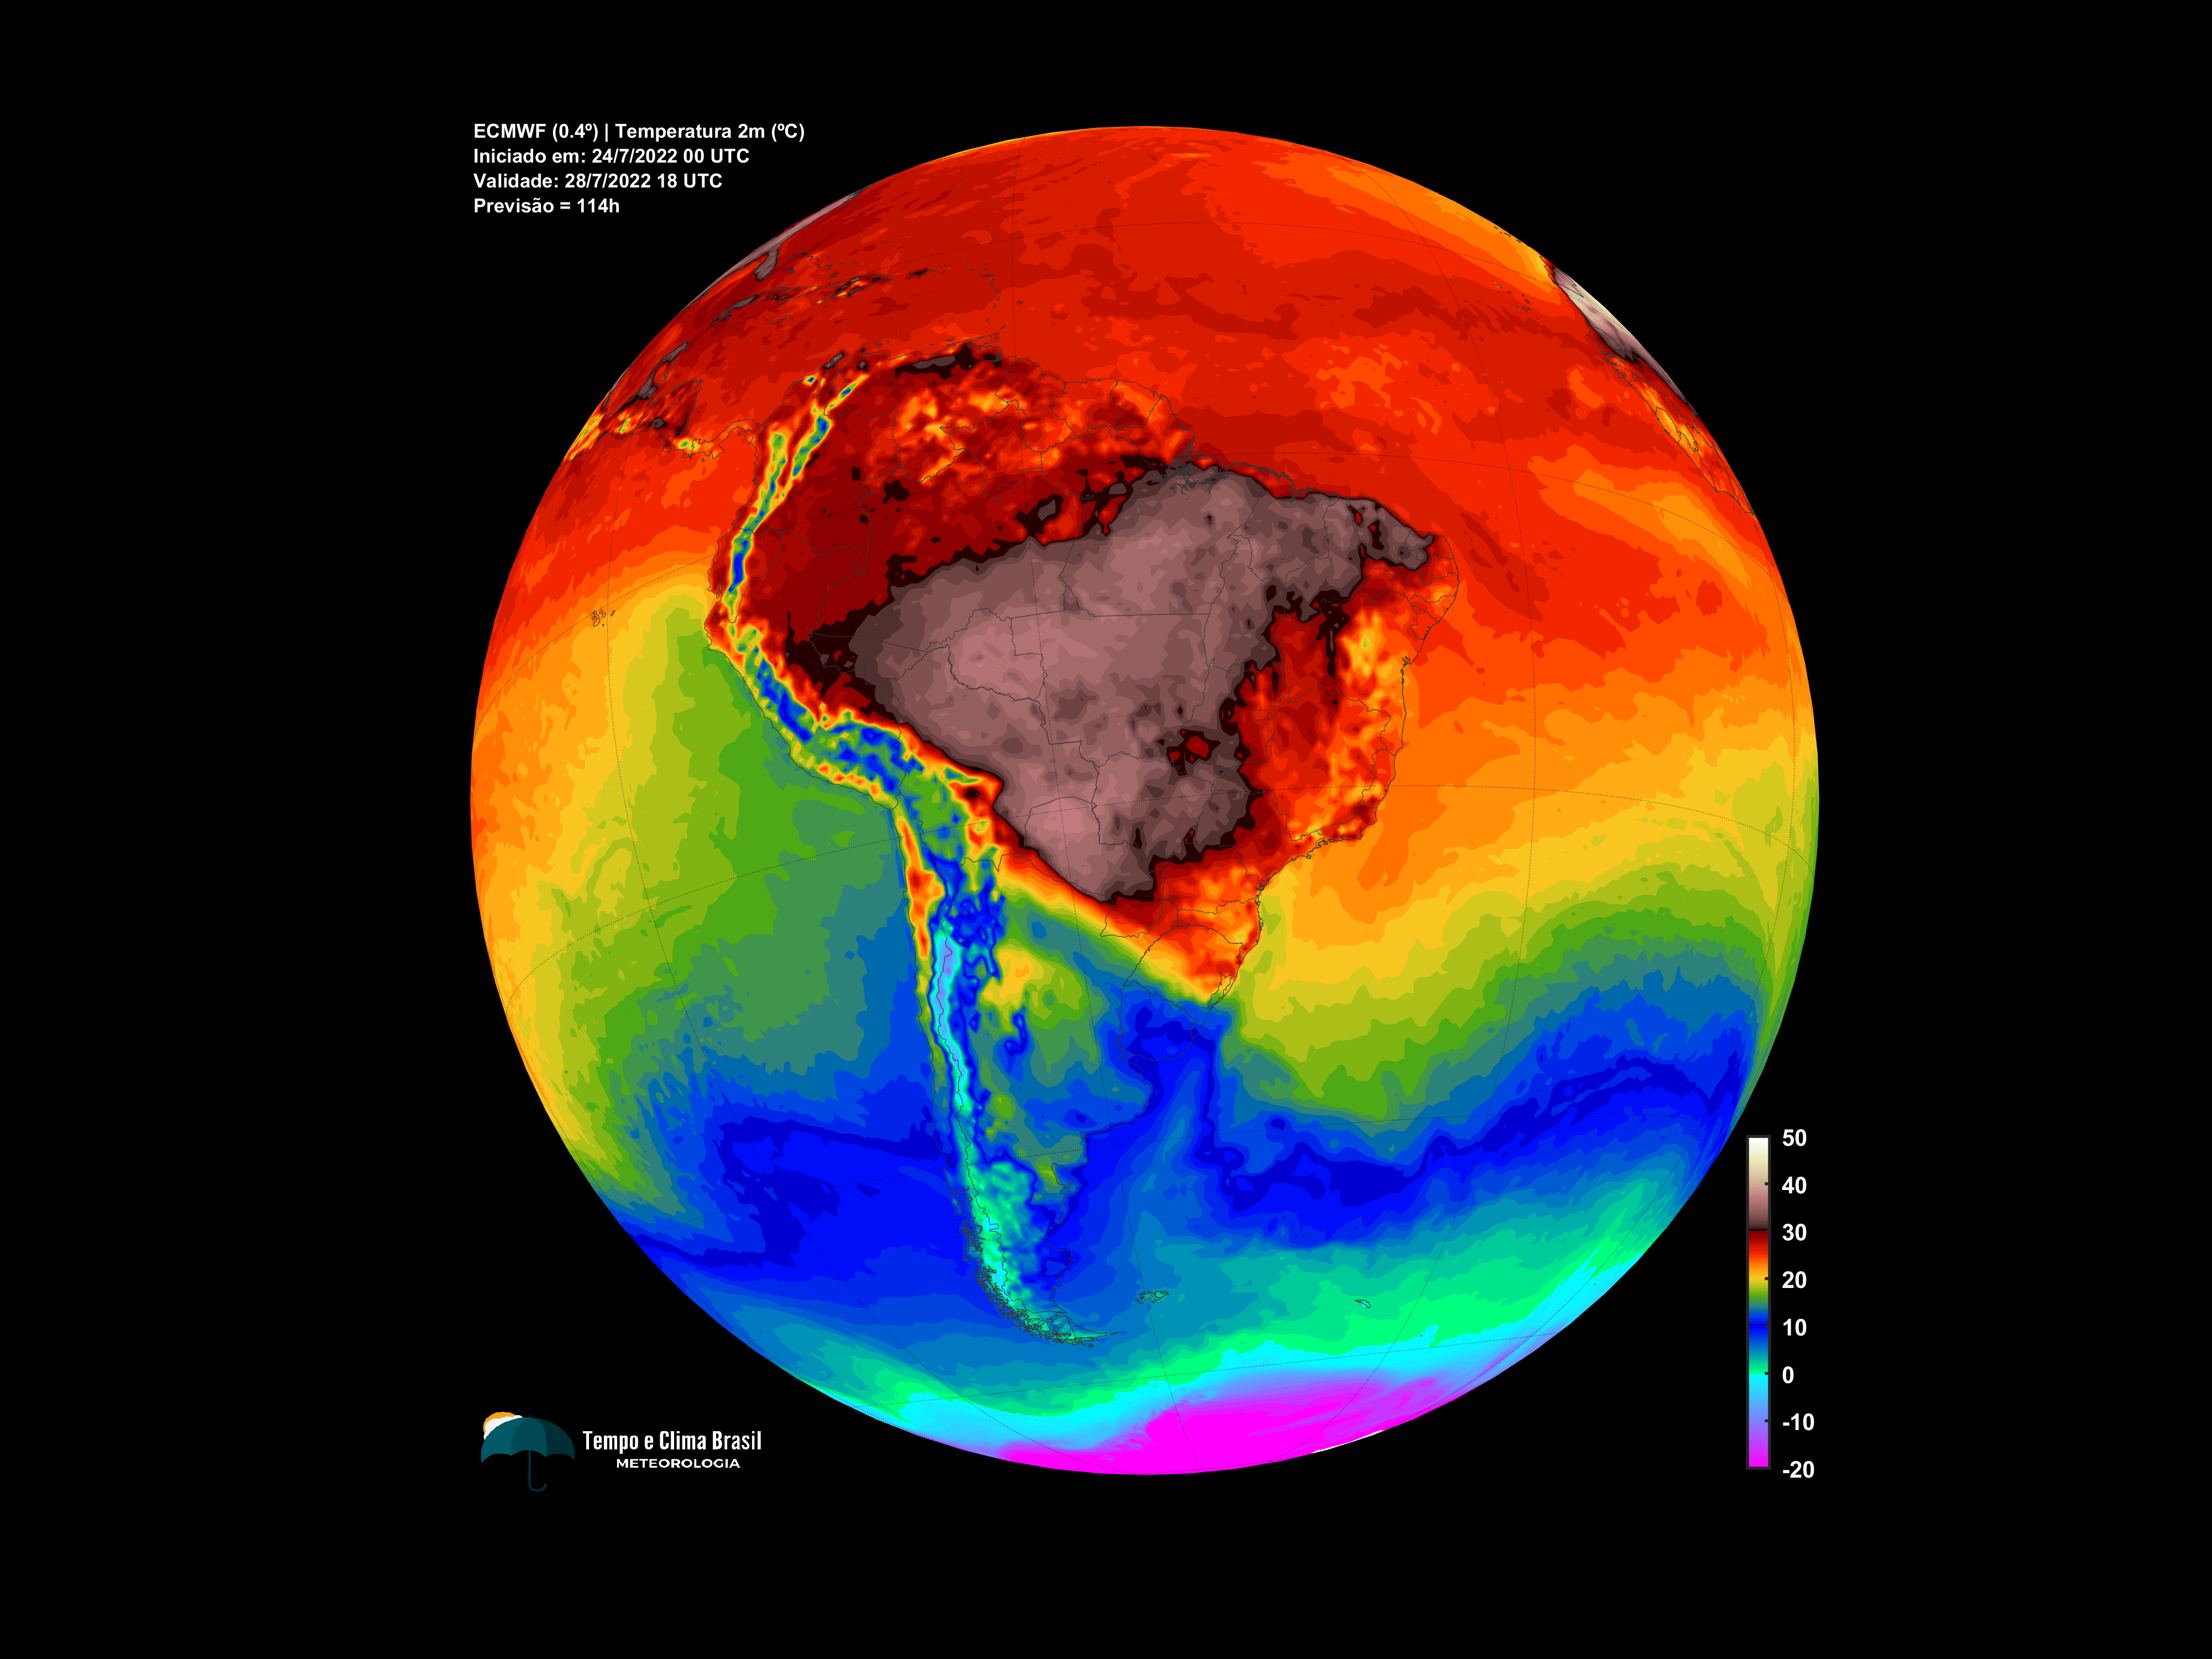 ECMWF (0.4º) | Temperatura 2m (ºC)
Iniciado em: 24/7/2022 00 UTC
Validade: 28/7/2022 18 UTC
Previsão = 114h
50
40
30
20
10
0
-10
-20
Tempo e Clima Brasil
METEOROLOGIA